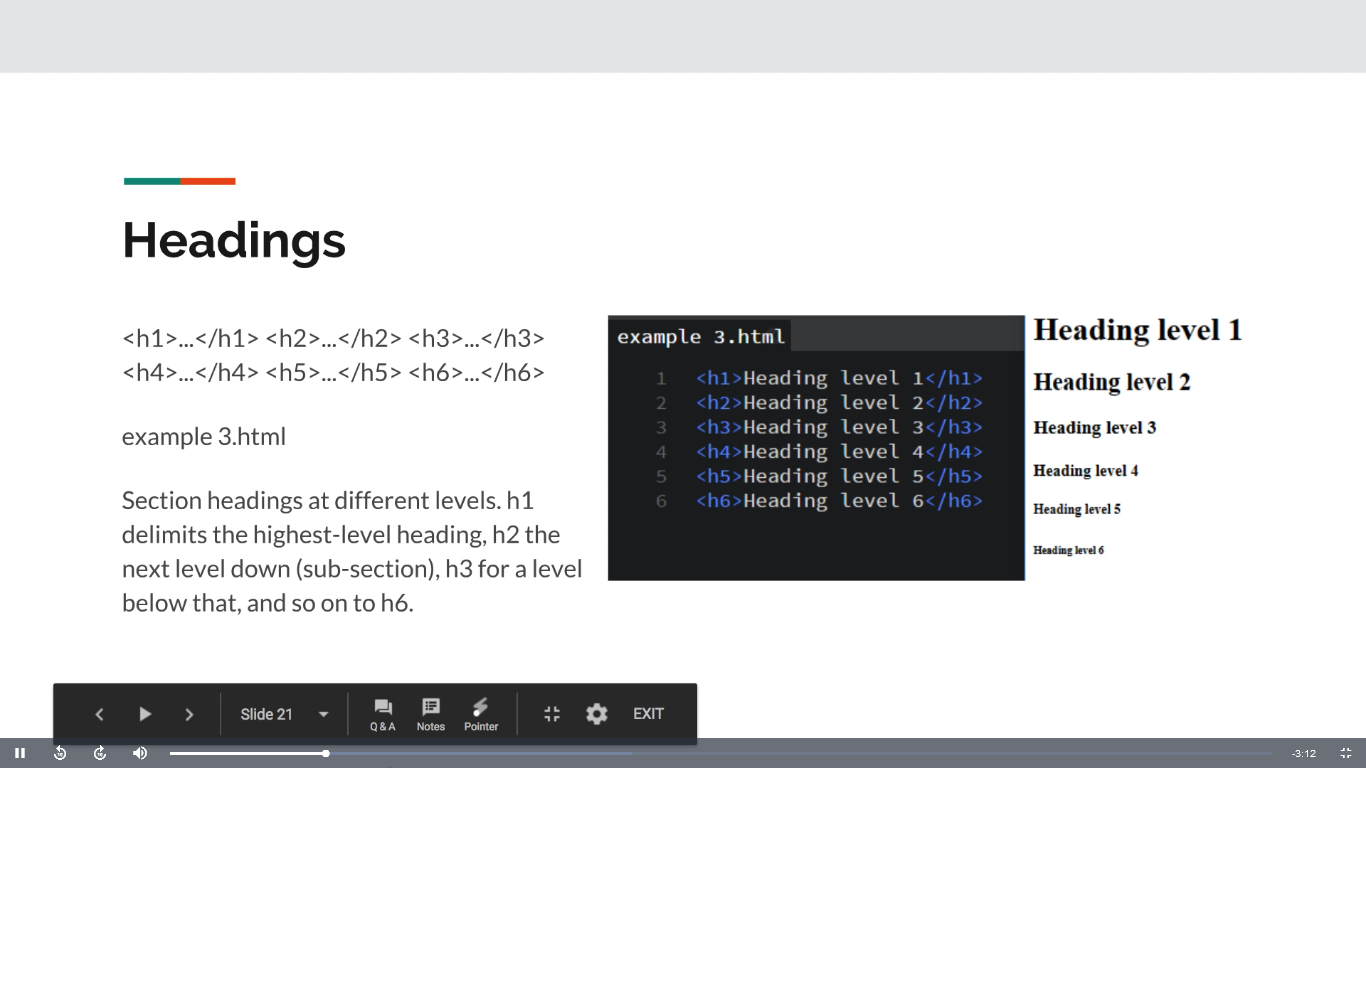 Headings
<h1>...</h1> <h2>...</h2> <h3>...</h3>
<h4>...</h4> <h5>...</h5> <h6>...</h6>
example 3.html
Section headings at different levels. h1
delimits the highest-level heading, h2 the
next level down (sub-section), h3 for a level
below that, and so on to h6.
example 3.html
1 <h1>Heading level 1</h1>
2 <h2>Heading level 2</h2>
3 <h3>Heading level 3</h3>
4 <h4>Heading level 4</h4>
5 <h5>Heading level 5</h5>
6 <h6>Heading level 6</h6>
Heading level 1
Heading level 2
Heading level 3
Heading level 4
Heading level 5
Heading level 6
Slide 21
Q & A
Notes
Pointer
EXIT
-3:12